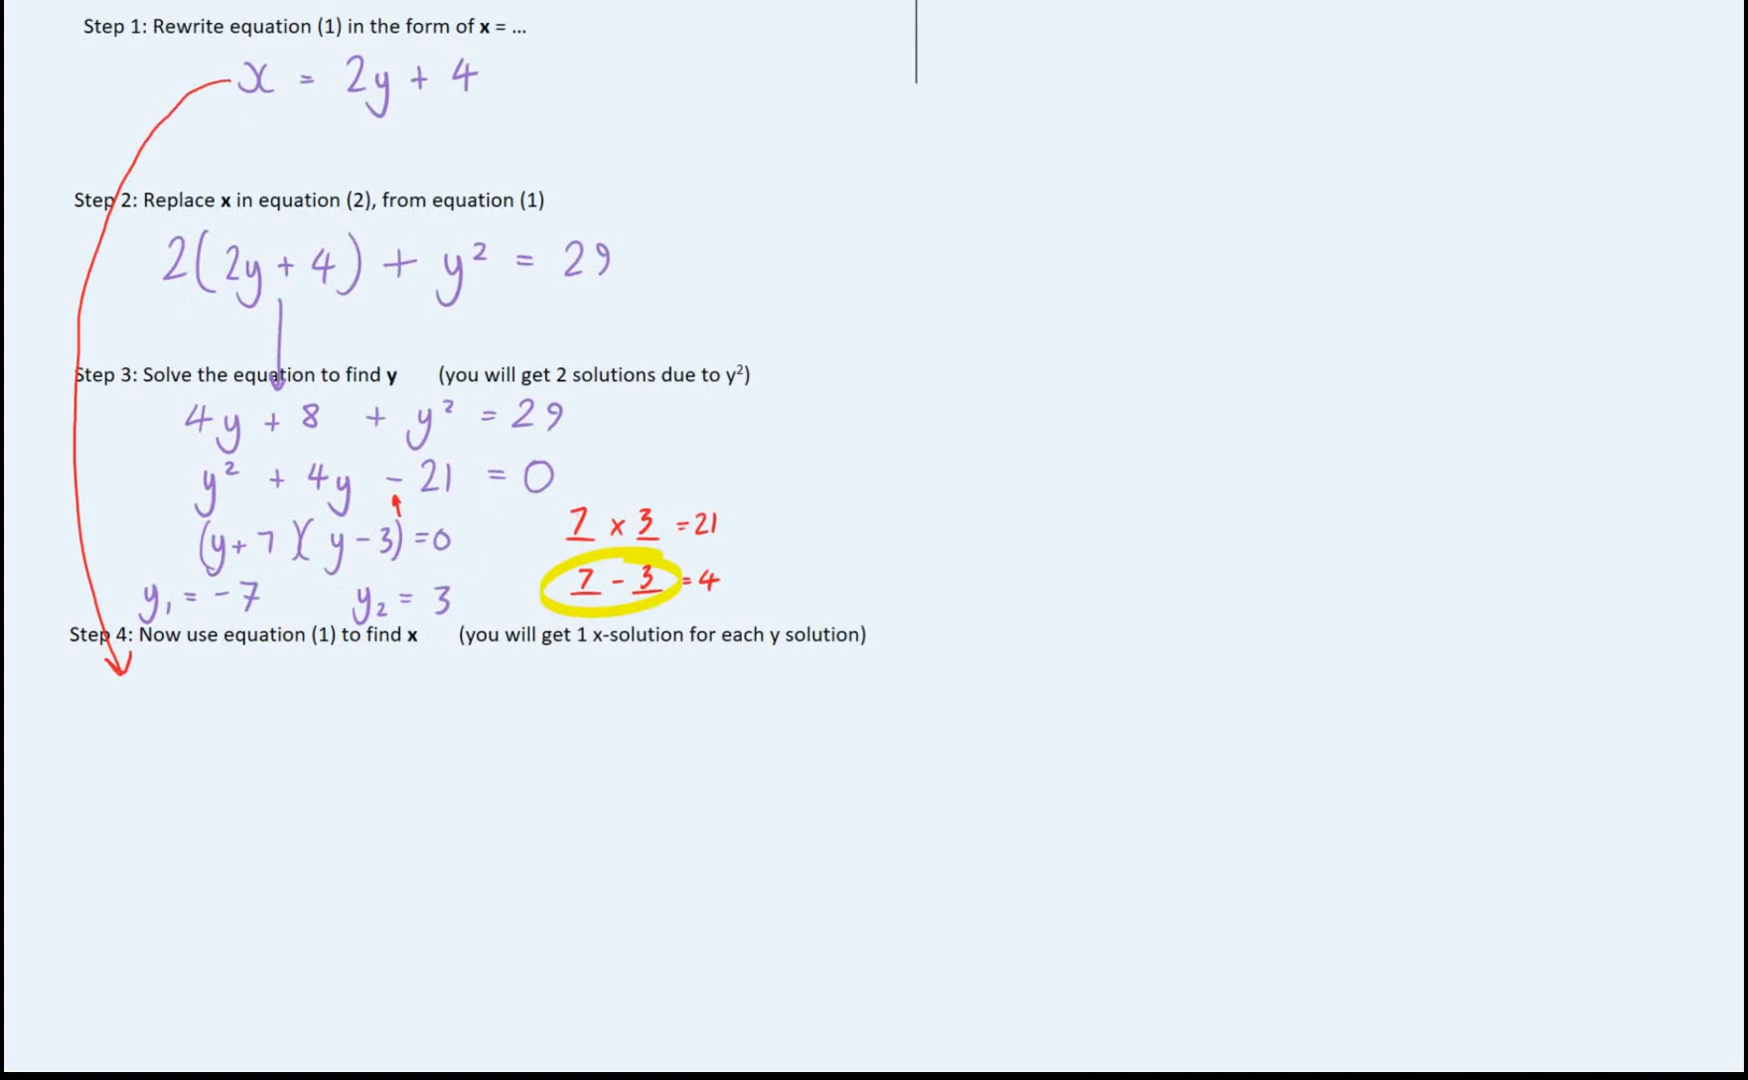 Step 1: Rewrite equation (1) in the form of x = ...
x = 2y + 4
Step 2: Replace x in equation (2), from equation (1)
2(2y + 4) + y² = 29
Step 3: Solve the equation to find y (you will get 2 solutions due to y²)
4y + 8 + y² = 29
y² + 4y - 21 = 0
7 x 3 = 21
(y + 7)(y - 3) = 0
7 - 3 = 4
y₁ = -7 y₂ = 3
Step 4: Now use equation (1) to find x (you will get 1 x-solution for each y solution)